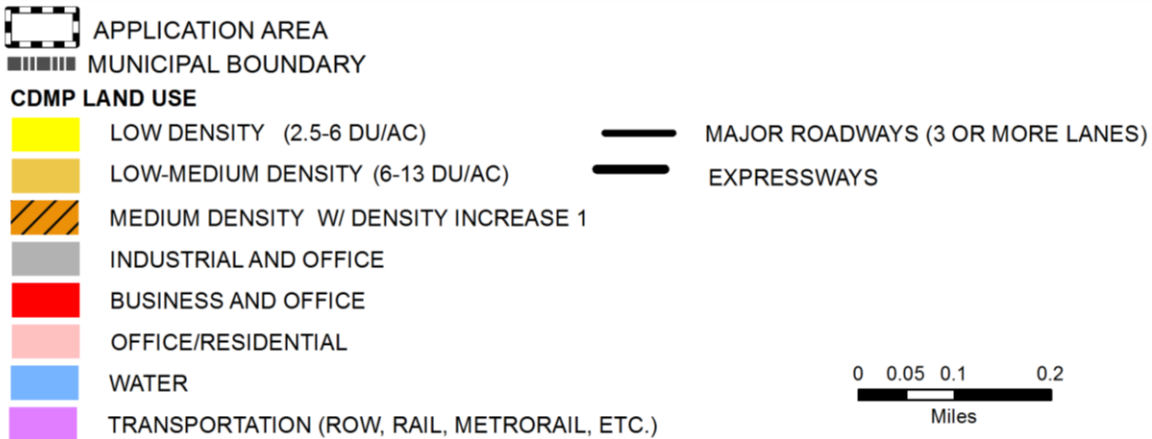 APPLICATION AREA
MUNICIPAL BOUNDARY
CDMP LAND USE
LOW DENSITY (2.5-6 DU/AC)
LOW-MEDIUM DENSITY (6-13 DU/AC)
MEDIUM DENSITY W/ DENSITY INCREASE 1
INDUSTRIAL AND OFFICE
BUSINESS AND OFFICE
OFFICE/RESIDENTIAL
WATER
TRANSPORTATION (ROW, RAIL, METRORAIL, ETC.)
MAJOR ROADWAYS (3 OR MORE LANES)
EXPRESSWAYS
0 0.05 0.1 0.2
Miles